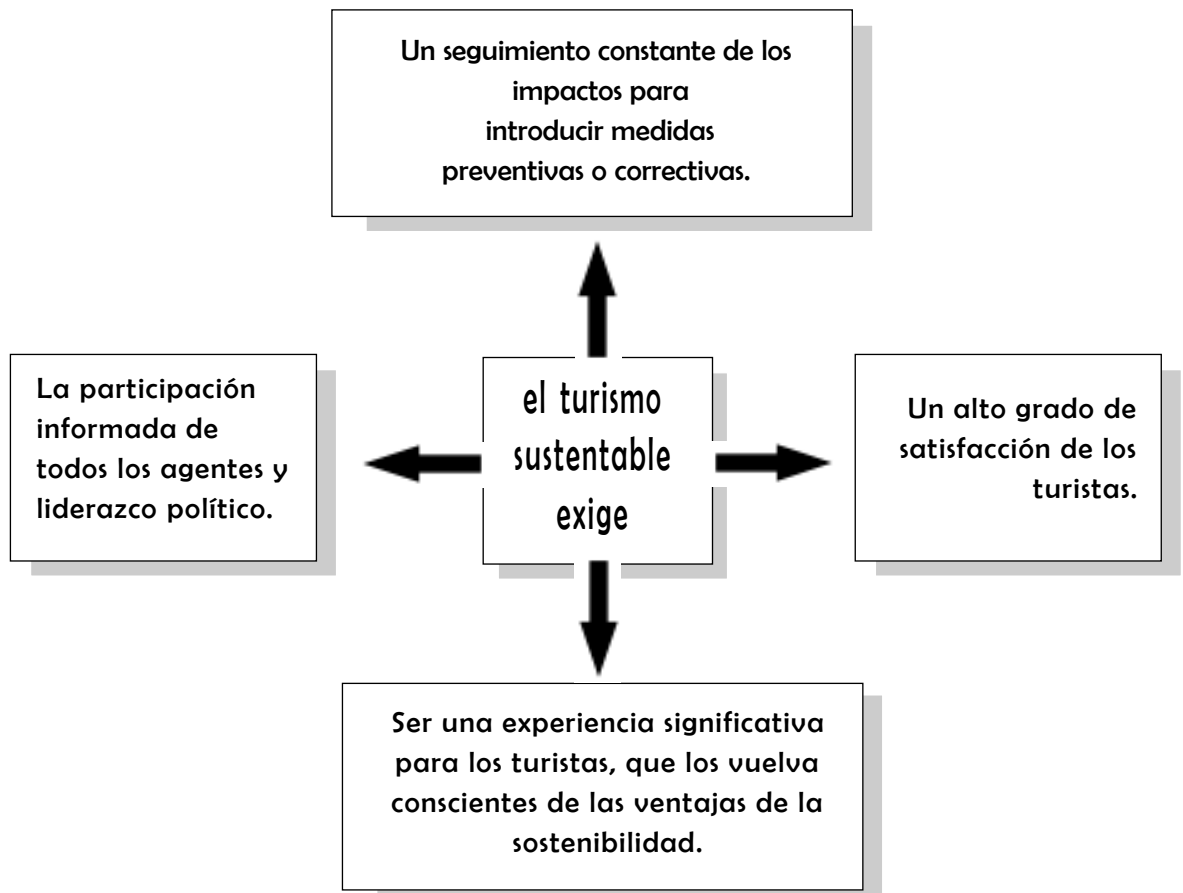 Un seguimiento constante de los
impactos para
introducir medidas
preventivas o correctivas.
La participación
informada de
todos los agentes y
liderazco político.
el turismo
sustentable
exige
Un alto grado de
satisfacción de los
turistas.
Ser una experiencia significativa
para los turistas, que los vuelva
conscientes de las ventajas de la
sostenibilidad.